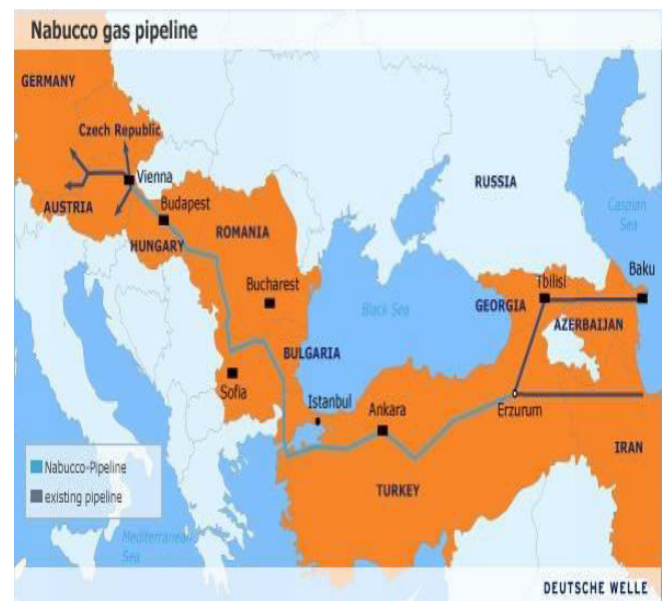 Nabucco gas pipeline
GERMANY
Czech Republic
Vienna
RUSSIA
Caspian
Sea
AUSTRIA
Budapest
HUNGARY
ROMANIA
Tbilisi
Baku
Bucharest
Black Sea
GEORGIA
AZERBAIJAN
BULGARIA
Sofia
Istanbul
Ankara
Erzurum
IRAN
Nabucco-Pipeline
existing pipeline
TURKEY
Mediterranean
Sea
DEUTSCHE WELLE